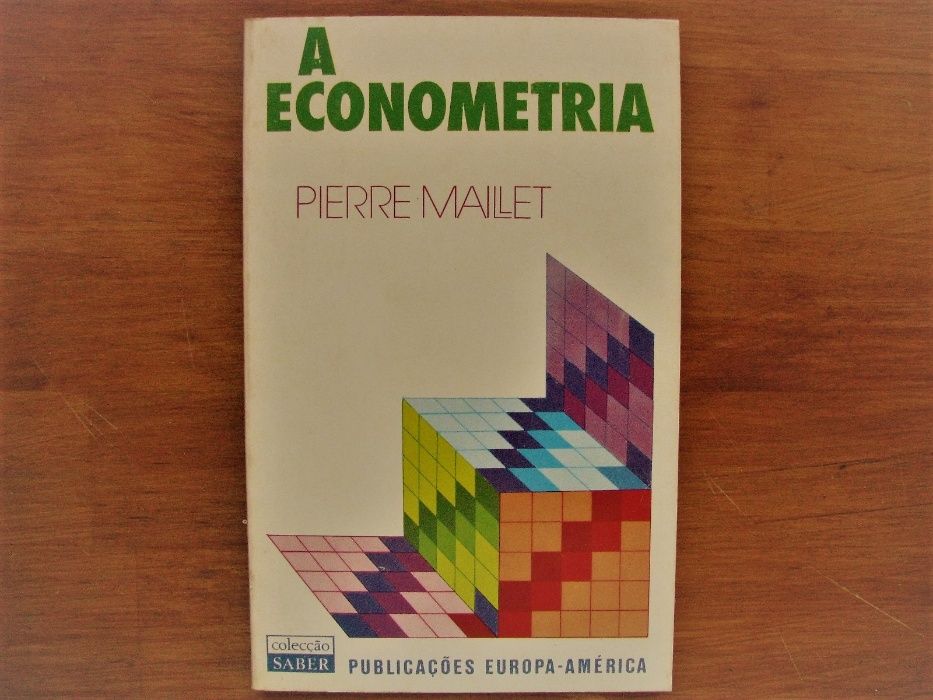 A
ECONOMETRIA
PIERRE MAILLET
colecção
SABER
PUBLICAÇÕES EUROPA-AMÉRICA